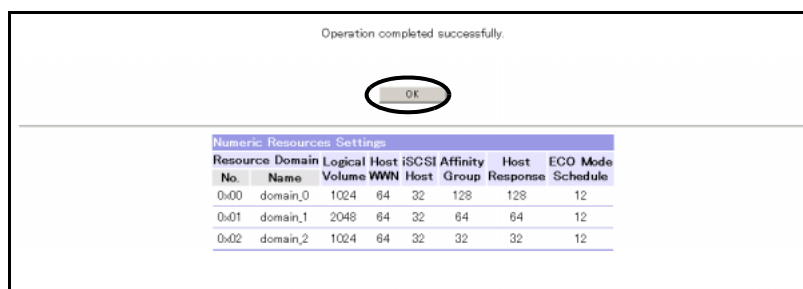 Operation completed successfully.
OK
Numeric Resources Settings
Resource Domain Logical Host iSCSI Affinity Host ECO Mode
No. Name Volume WWN Host Group Response Schedule
0x00 domain_0 1024 64 32 128 128 12
0x01 domain_1 2048 64 32 64 64 12
0x02 domain_2 1024 64 32 32 32 12